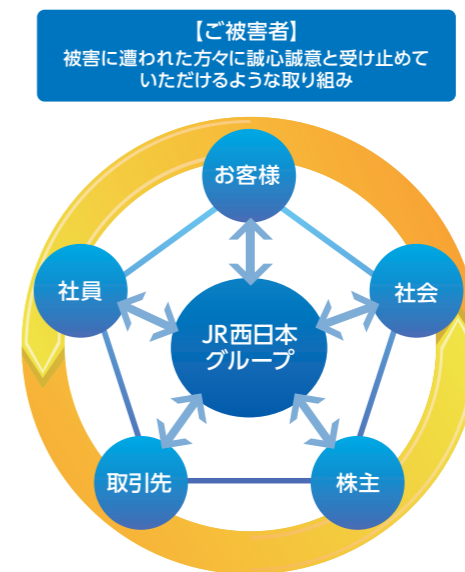 【ご被害者】
被害に遭われた方々に誠心誠意と受け止めて
いただけるような取り組み
お客様
社員
社会
JR西日本
グループ
取引先
株主